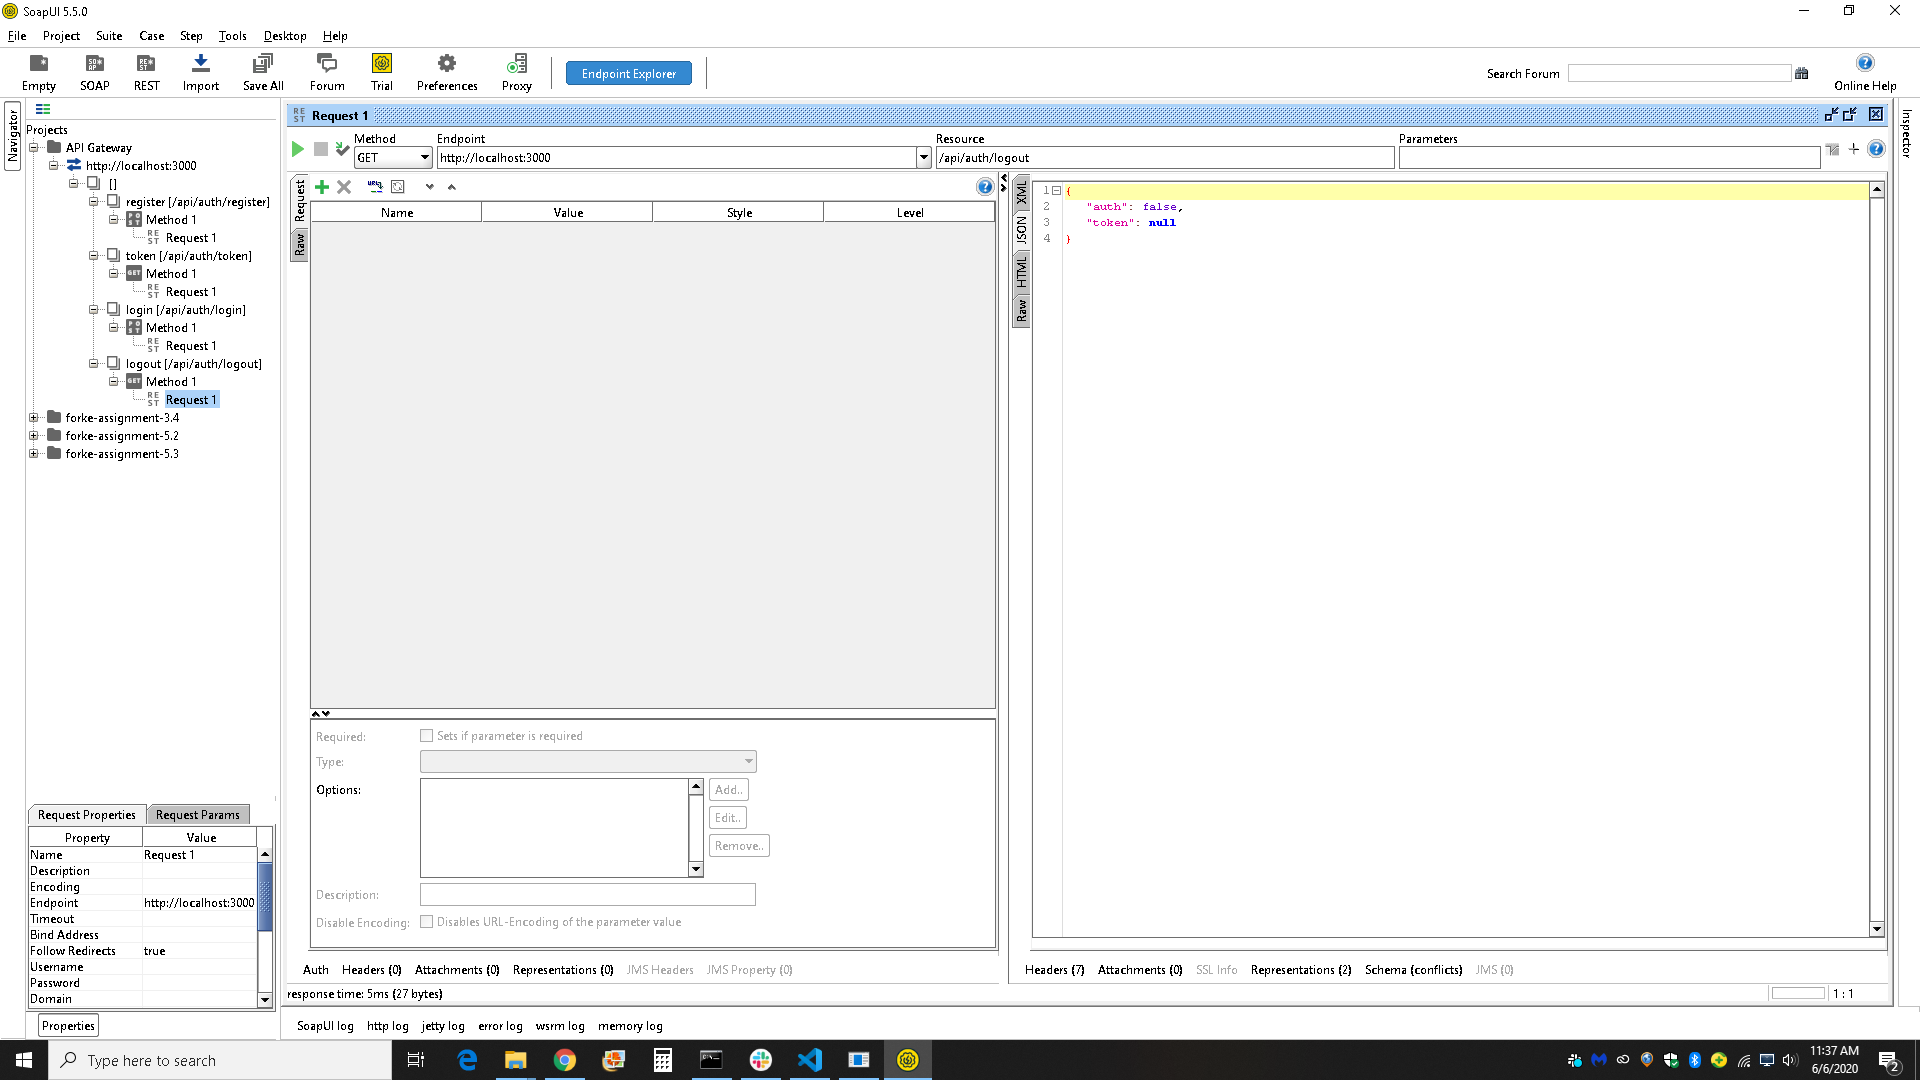 SoapUI 5.5.0
File Project Suite Case Step Tools Desktop Help
Empty SOAP REST Import Save All Forum Trial Preferences Proxy Endpoint Explorer Search Forum Online Help
Navigator
Projects
API Gateway
http://localhost:3000
[]
register [/api/auth/register]
Method 1
Request 1
token [/api/auth/token]
Method 1
Request 1
login [/api/auth/login]
Method 1
Request 1
logout [/api/auth/logout]
Method 1
Request 1
forke-assignment-3.4
forke-assignment-5.2
forke-assignment-5.3
Request Properties Request Params
Property Value
Name Request 1
Description
Encoding
Endpoint http://localhost:3000
Timeout
Bind Address
Follow Redirects true
Username
Password
Domain
Properties
Request 1
Method Endpoint Resource Parameters
GET http://localhost:3000 /api/auth/logout
Request
Raw
Name Value Style Level
Required: Sets if parameter is required
Type:
Options: Add..
Edit..
Remove..
Description:
Disable Encoding: Disables URL-Encoding of the parameter value
Auth Headers (0) Attachments (0) Representations (0) JMS Headers JMS Property (0)
response time: 5ms (27 bytes)
XML
JSON
HTML
Raw
1 {
2 "auth": false,
3 "token": null
4 }
Headers (7) Attachments (0) SSL Info Representations (2) Schema (conflicts) JMS (0)
1 : 1
Inspector
SoapUI log http log jetty log error log wsrm log memory log
Type here to search
11:37 AM
6/6/2020
2